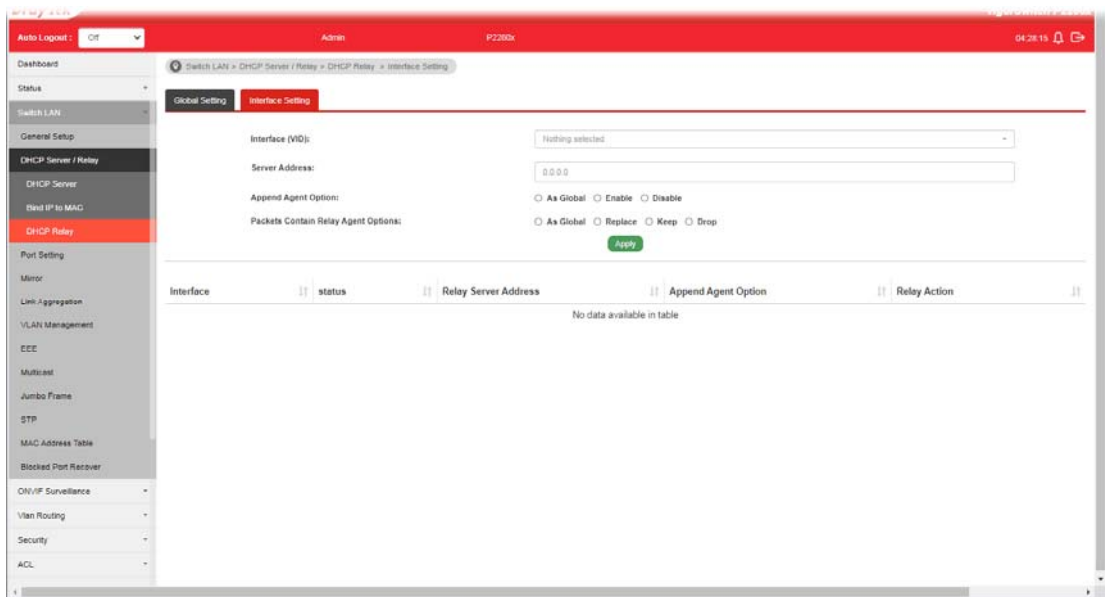 Auto Logout : Off Admin P2280x 04:28:15
Dashboard
Switch LAN » DHCP Server / Relay » DHCP Relay » Interface Setting
Status
Global Setting Interface Setting
Switch LAN
General Setup
Interface (VID): Nothing selected
DHCP Server / Relay
Server Address: 0.0.0.0
DHCP Server
Append Agent Option: As Global Enable Disable
Bind IP to MAC
Packets Contain Relay Agent Options: As Global Replace Keep Drop
DHCP Relay
Apply
Port Setting
Mirror
Interface status Relay Server Address Append Agent Option Relay Action
Link Aggregation
No data available in table
VLAN Management
EEE
Multicast
Jumbo Frame
STP
MAC Address Table
Blocked Port Recover
ONVIF Surveillance
Vlan Routing
Security
ACL